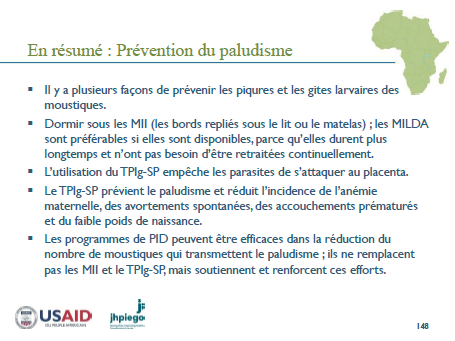 En résumé : Prévention du paludisme
▪ Il y a plusieurs façons de prévenir les piqures et les gites larvaires des
moustiques.
▪ Dormir sous les MII (les bords repliés sous le lit ou le matelas) ; les MILDA
sont préférables si elles sont disponibles, parce qu'elles durent plus
longtemps et n'ont pas besoin d'être retraitées continuellement.
▪ L'utilisation du TPIg-SP empêche les parasites de s'attaquer au placenta.
▪ Le TPIg-SP prévient le paludisme et réduit l'incidence de l'anémie
maternelle, des avortements spontanées, des accouchements prématurés
et du faible poids de naissance.
▪ Les programmes de PID peuvent être efficaces dans la réduction du
nombre de moustiques qui transmettent le paludisme ; ils ne remplacent
pas les MII et le TPIg-SP, mais soutiennent et renforcent ces efforts.
USAID
jhpiego
148